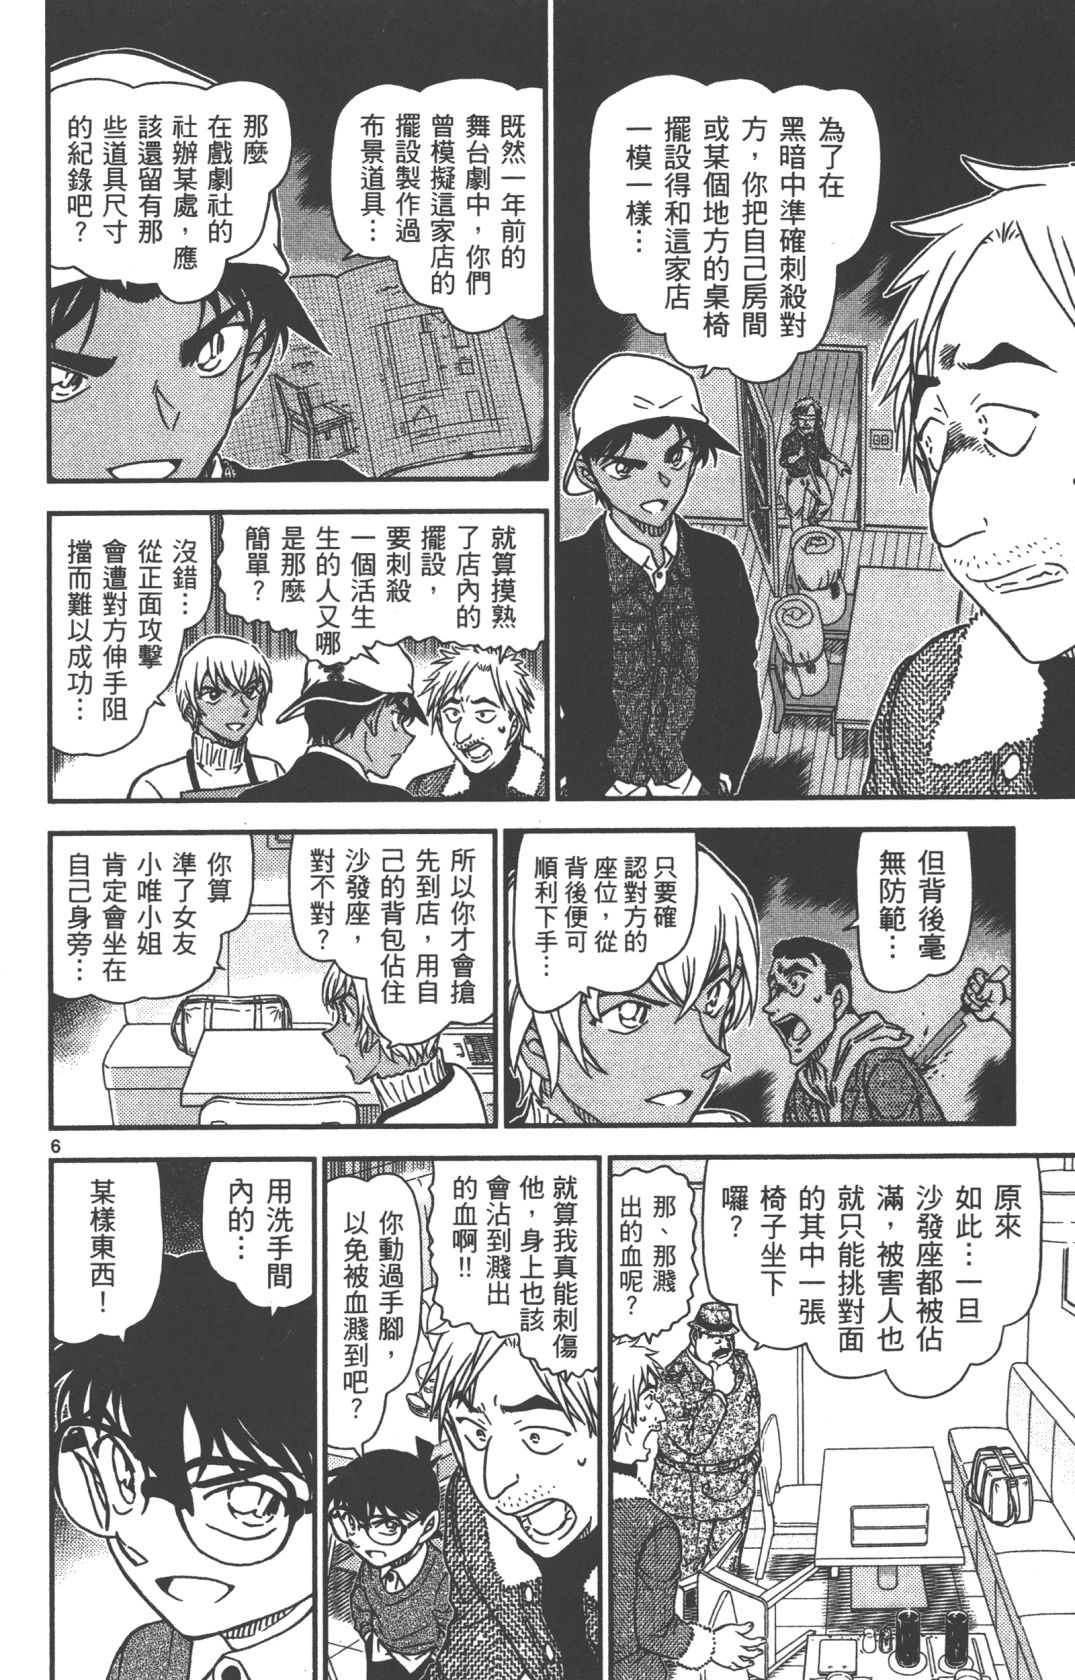 為了在
黑暗中準確刺殺對
方，你把自己房間
或某個地方的桌椅
擺設得和這家店
一模一樣…
既然一年前的
舞台劇中，你們
曾模擬這家店的
擺設製作過
布景道具…
那麼
在戲劇社的
社辦某處，應
該還留有那
些道具尺寸
的紀錄吧？
就算摸熟
了店內的
擺設，
要刺殺
一個活生
生的人又哪
是那麼
簡單？
沒錯…
從正面攻擊
會遭對方伸手阻
擋而難以成功…
但背後毫
無防範…
只要確
認對方的
座位，從
背後便可
順利下手…
所以你才會搶
先到店，用自
己的背包佔住
沙發座，
對不對？
你算
準了女友
小唯小姐
肯定會坐在
自己身旁…
原來
如此…一旦
沙發座都被佔
滿，被害人也
就只能挑對面
的其中一張
椅子坐下
囉？
那、那濺
出的血呢？
就算我真能刺傷
他，身上也該
會沾到濺出
的血啊!!
你動過手腳，
以免被血濺到吧？
用洗手間
內的…
某樣東西！
6